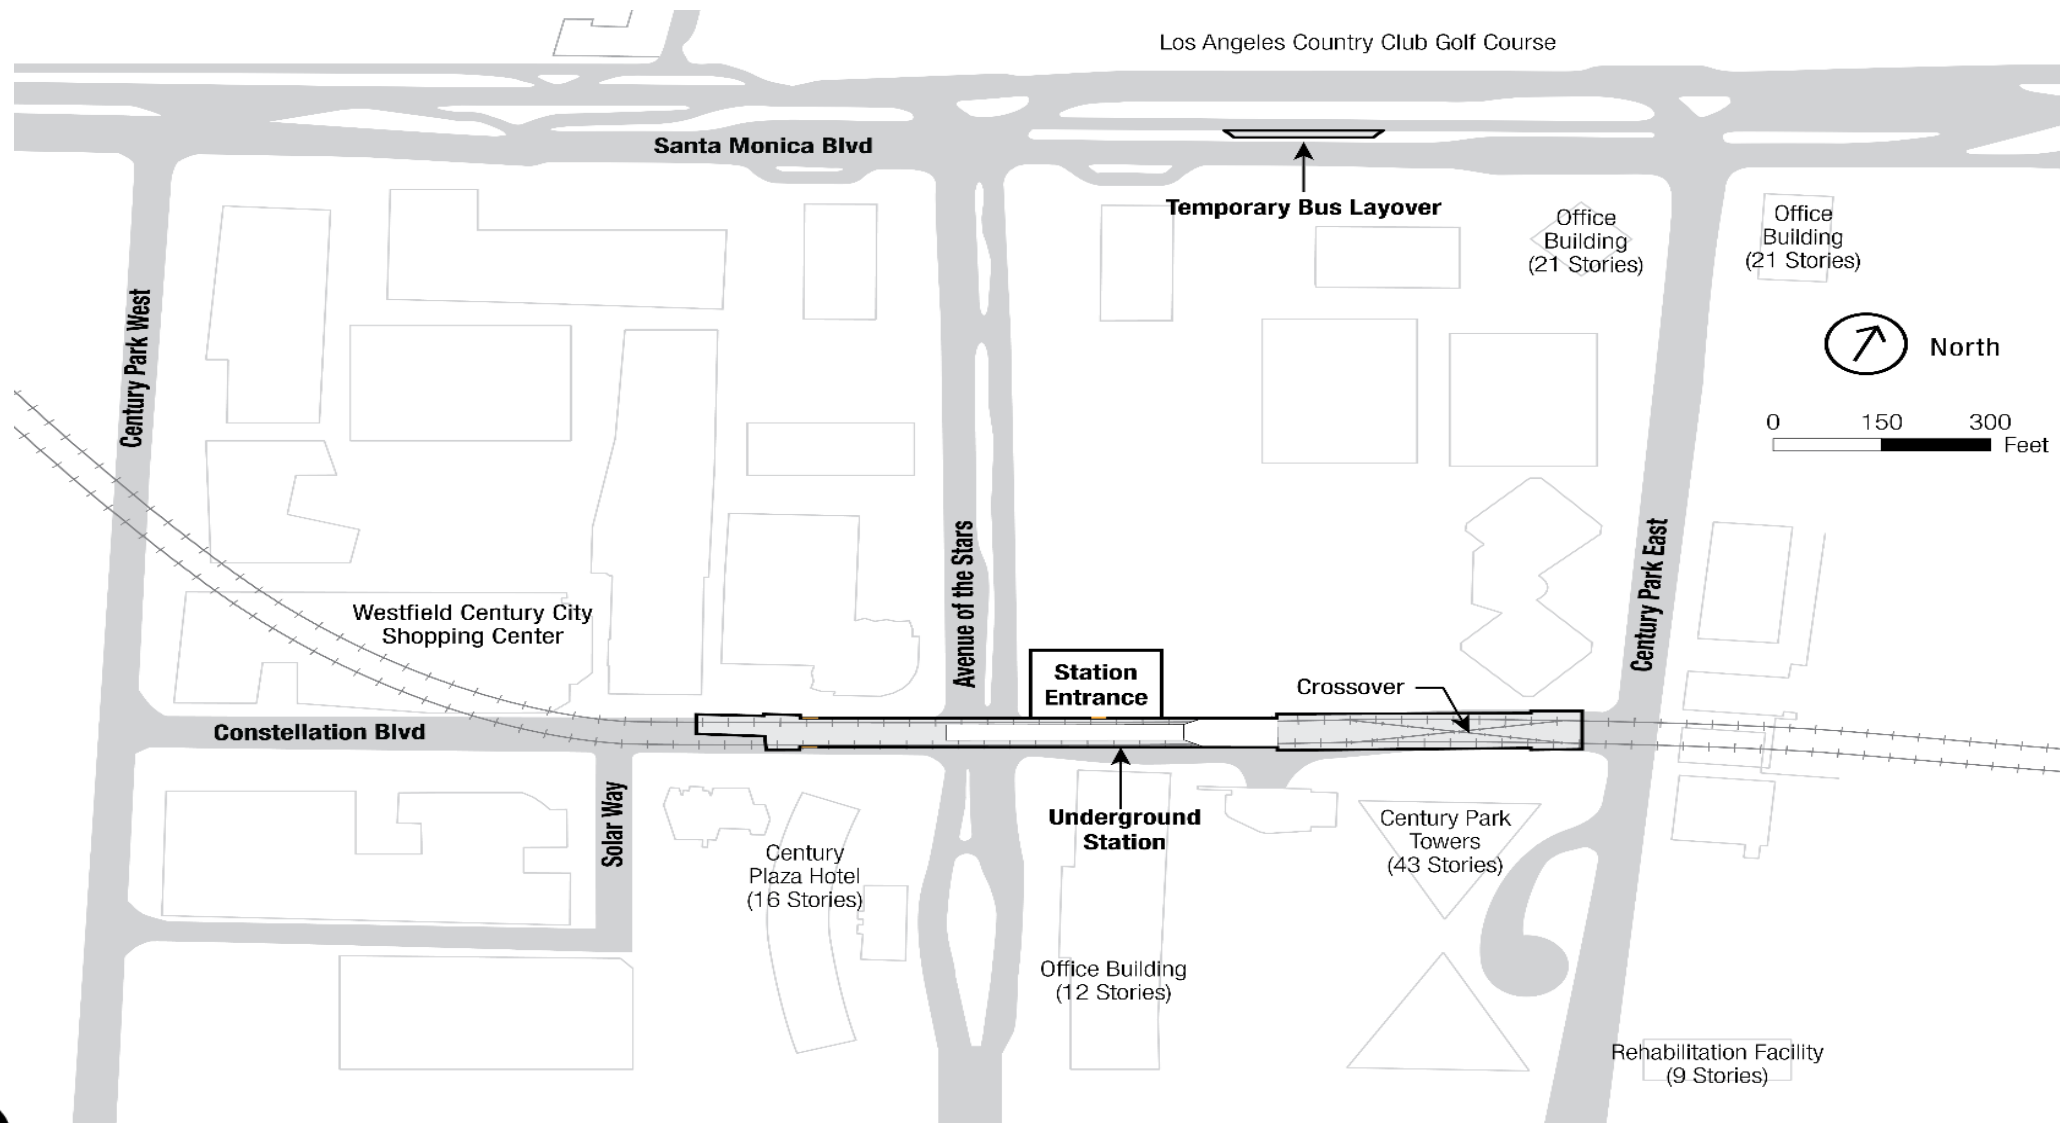 Los Angeles Country Club Golf Course
Santa Monica Blvd
Temporary Bus Layover
Office
Building
(21 Stories)
Office
Building
(21 Stories)
North
0 150 300
Feet
Century Park West
Avenue of the Stars
Century Park East
Westfield Century City
Shopping Center
Station
Entrance
Crossover
Constellation Blvd
Solar Way
Underground
Station
Century
Plaza Hotel
(16 Stories)
Century Park
Towers
(43 Stories)
Office Building
(12 Stories)
Rehabilitation Facility
(9 Stories)